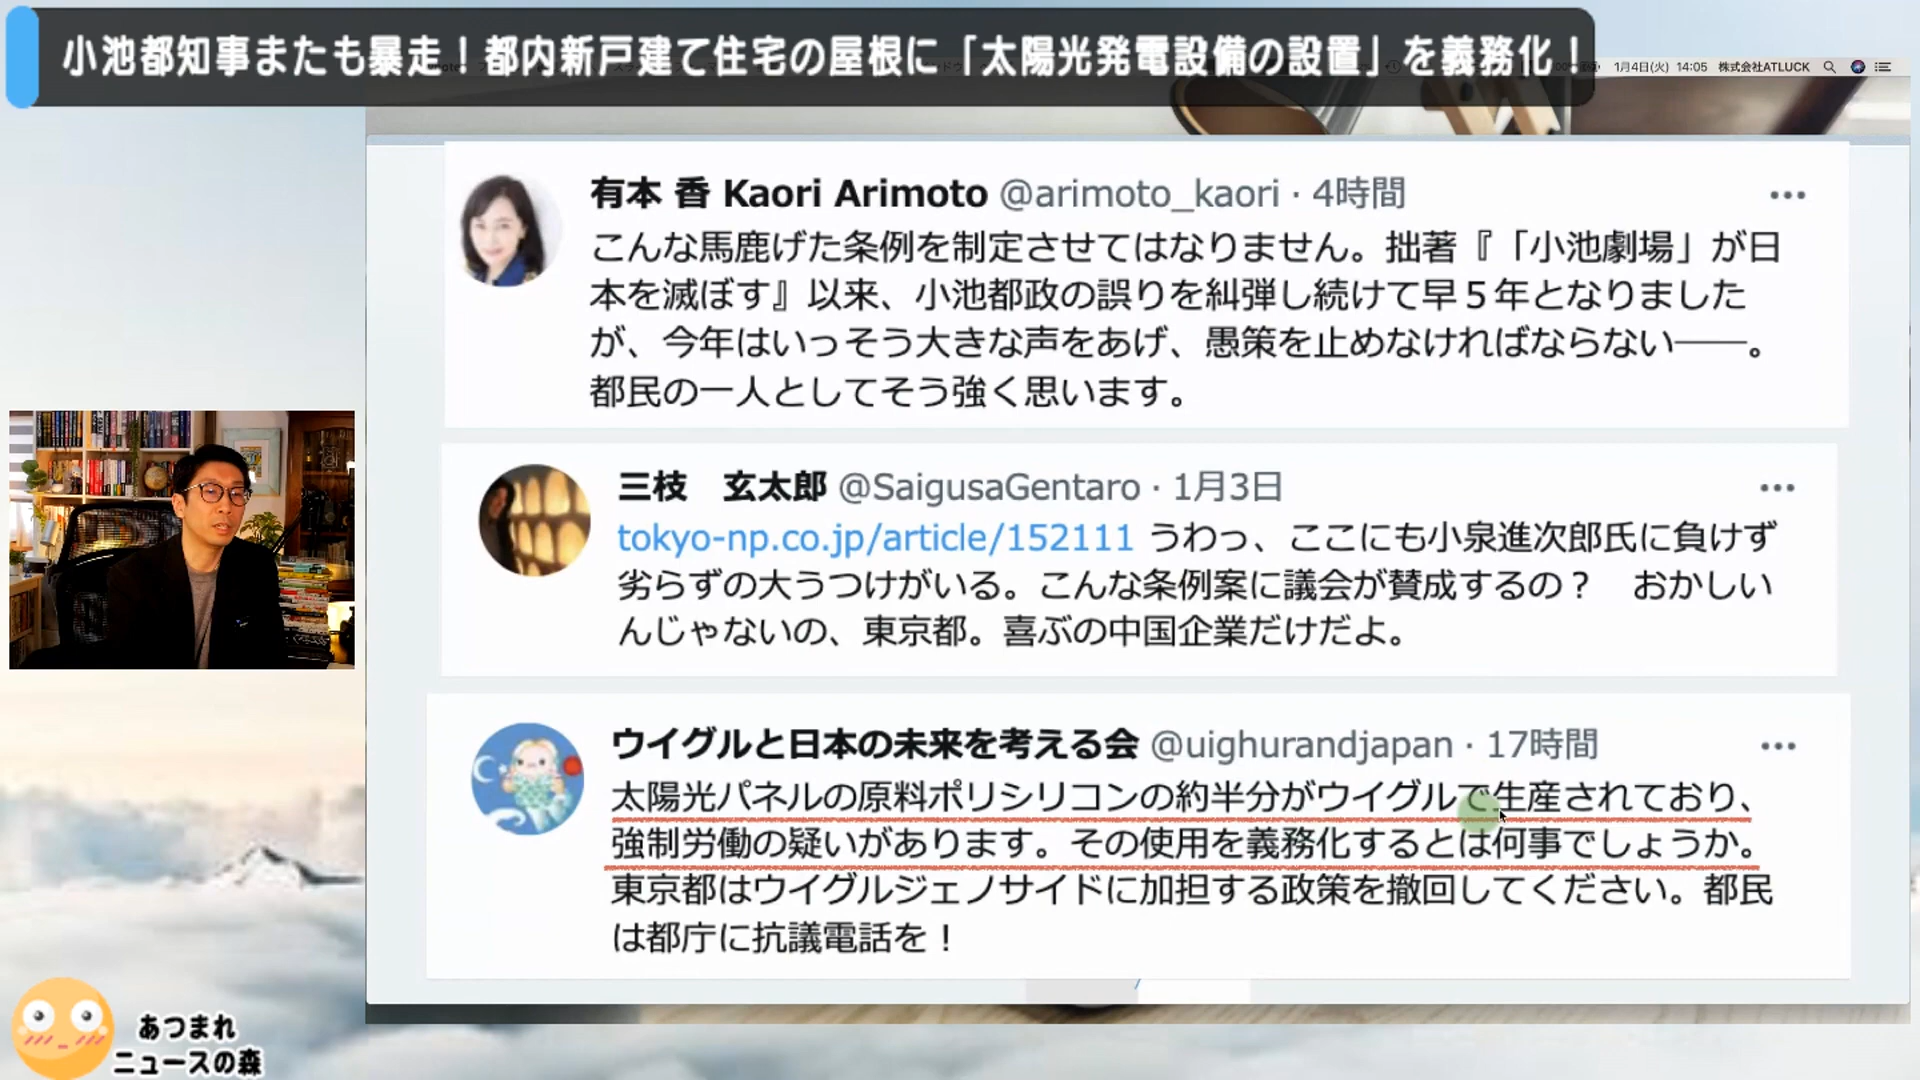 小池都知事またも暴走！都内新戸建て住宅の屋根に「太陽光発電設備の設置」を義務化！
1月4日(火) 14:05 株式会社ATLUCK
有本 香 Kaori Arimoto @arimoto_kaori · 4時間
こんな馬鹿げた条例を制定させてはなりません。拙著『「小池劇場」が日
本を滅ぼす』以来、小池都政の誤りを糾弾し続けて早５年となりました
が、今年はいっそう大きな声をあげ、愚策を止めなければならない――。
都民の一人としてそう強く思います。
三枝　玄太郎 @SaigusaGentaro · 1月3日
tokyo-np.co.jp/article/152111 うわっ、ここにも小泉進次郎氏に負けず
劣らずの大うつけがいる。こんな条例案に議会が賛成するの？　おかしい
んじゃないの、東京都。喜ぶの中国企業だけだよ。
ウイグルと日本の未来を考える会 @uighurandjapan · 17時間
太陽光パネルの原料ポリシリコンの約半分がウイグルで生産されており、
強制労働の疑いがあります。その使用を義務化するとは何事でしょうか。
東京都はウイグルジェノサイドに加担する政策を撤回してください。都民
は都庁に抗議電話を！
あつまれ
ニュースの森